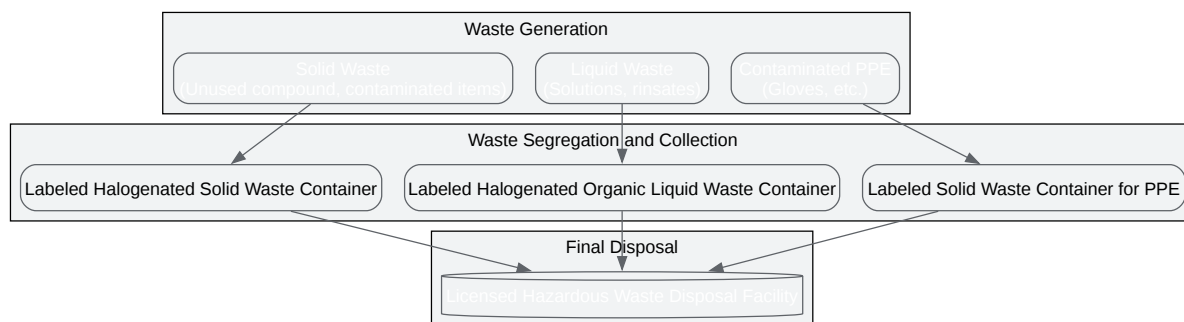 Waste Generation
Solid Waste
(Unused compound, contaminated items)
Liquid Waste
(Solutions, rinsates)
Contaminated PPE
(Gloves, etc.)
Waste Segregation and Collection
Labeled Halogenated Solid Waste Container
Labeled Halogenated Organic Liquid Waste Container
Labeled Solid Waste Container for PPE
Final Disposal
Licensed Hazardous Waste Disposal Facility